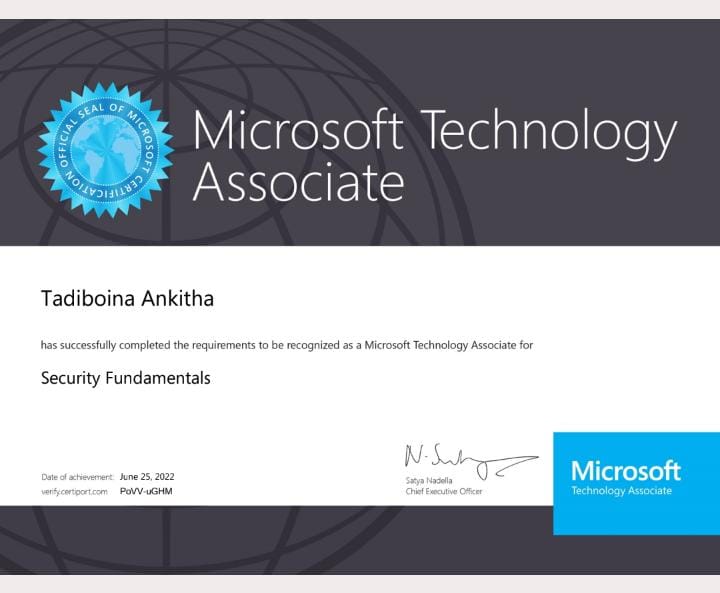 OFFICIAL SEAL OF MICROSOFT CERTIFICATION
Microsoft Technology
Associate
Tadiboina Ankitha
has successfully completed the requirements to be recognized as a Microsoft Technology Associate for
Security Fundamentals
Date of achievement: June 25, 2022
verify.certiport.com PoVV-uGHM
N. Satya
Satya Nadella
Chief Executive Officer
Microsoft
Technology Associate